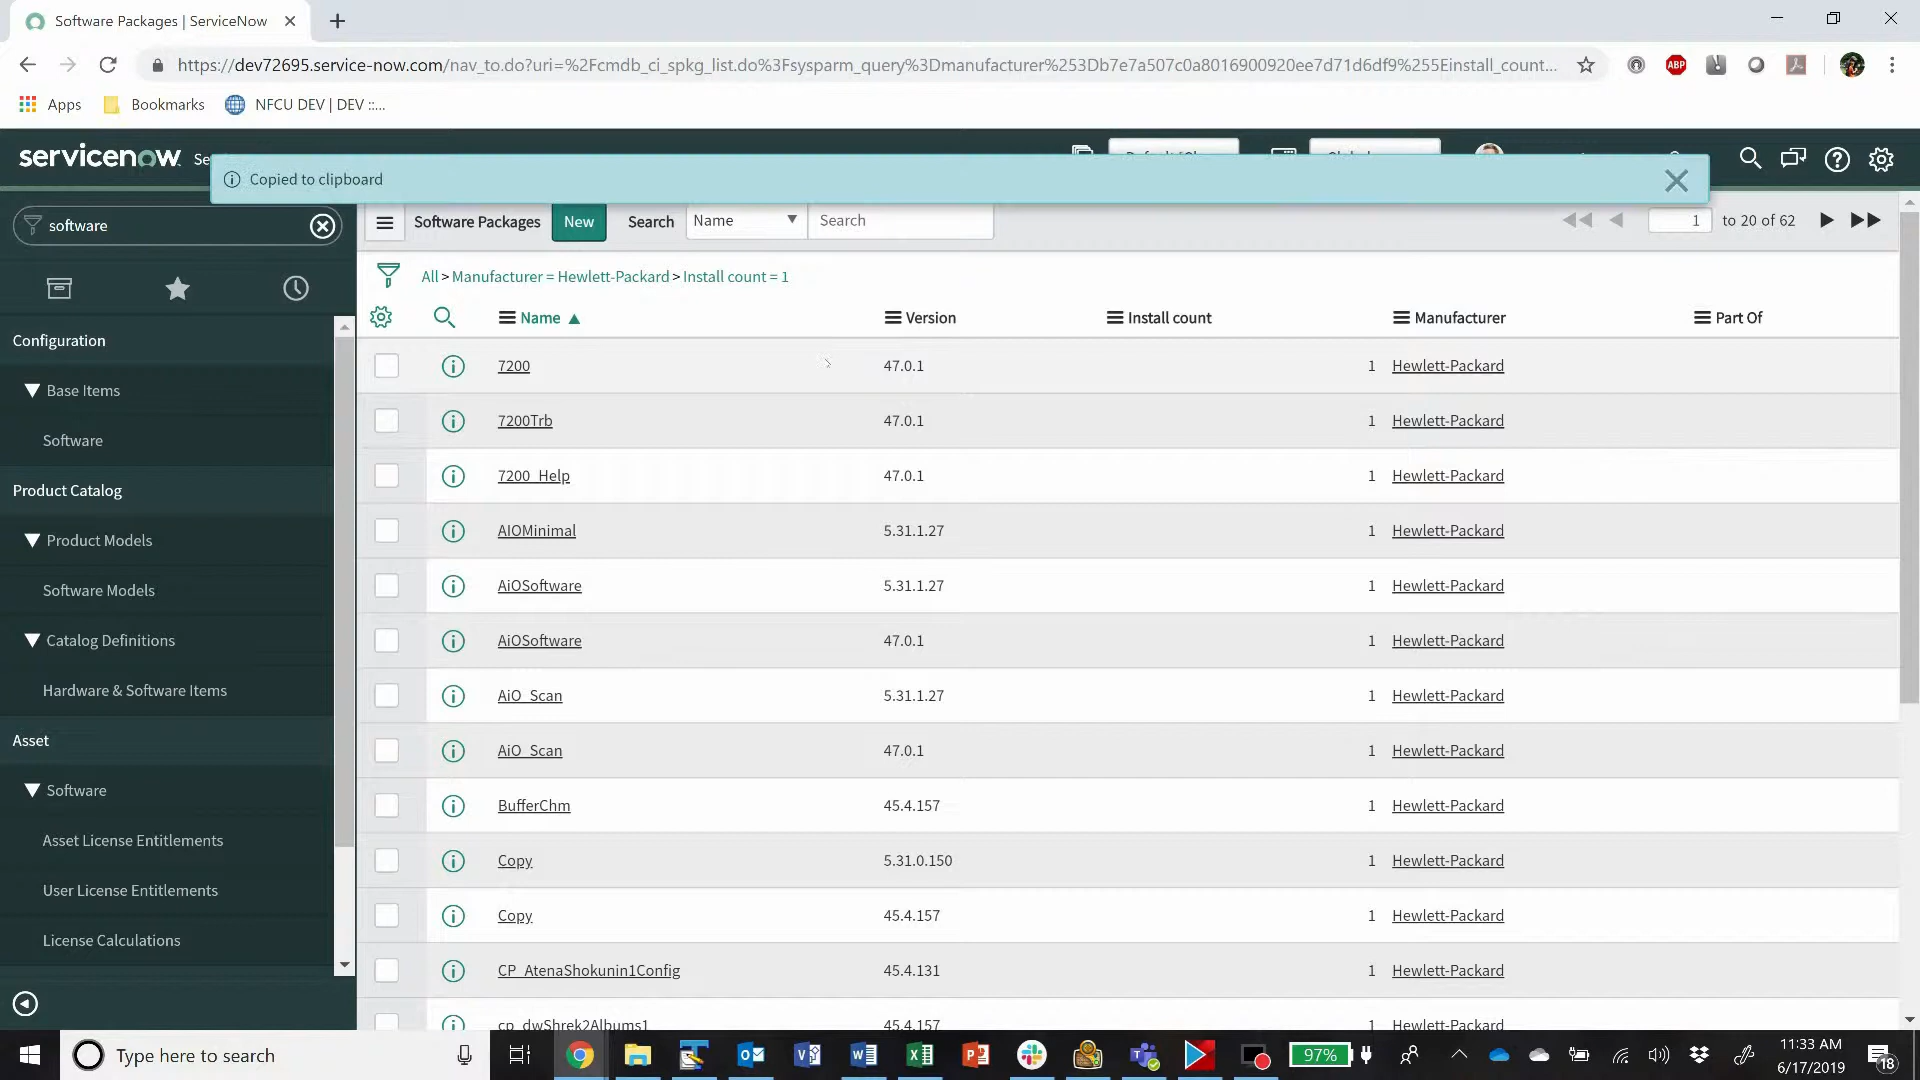 Software Packages | ServiceNow
https://dev72695.service-now.com/nav_to.do?uri=%2Fcmdb_ci_spkg_list.do%3Fsysparm_query%3Dmanufacturer%253Db7e7a507c0a8016900920ee7d71d6df9%255Einstall_count...
ABP
Apps Bookmarks NFCU DEV | DEV ::...
servicenow
Copied to clipboard
software
Software Packages New Search Name Search 1 to 20 of 62
All > Manufacturer = Hewlett-Packard > Install count = 1
Name Version Install count Manufacturer Part Of
7200 47.0.1 1 Hewlett-Packard
7200Trb 47.0.1 1 Hewlett-Packard
7200_Help 47.0.1 1 Hewlett-Packard
AIOMinimal 5.31.1.27 1 Hewlett-Packard
AiOSoftware 5.31.1.27 1 Hewlett-Packard
AiOSoftware 47.0.1 1 Hewlett-Packard
AiO_Scan 5.31.1.27 1 Hewlett-Packard
AiO_Scan 47.0.1 1 Hewlett-Packard
BufferChm 45.4.157 1 Hewlett-Packard
Copy 5.31.0.150 1 Hewlett-Packard
Copy 45.4.157 1 Hewlett-Packard
CP_AtenaShokunin1Config 45.4.131 1 Hewlett-Packard
cp_dwShrek2Albums1 45.4.157 1 Hewlett-Packard
Configuration
Base Items
Software
Product Catalog
Product Models
Software Models
Catalog Definitions
Hardware & Software Items
Asset
Software
Asset License Entitlements
User License Entitlements
License Calculations
Type here to search
97%
11:33 AM
6/17/2019
18